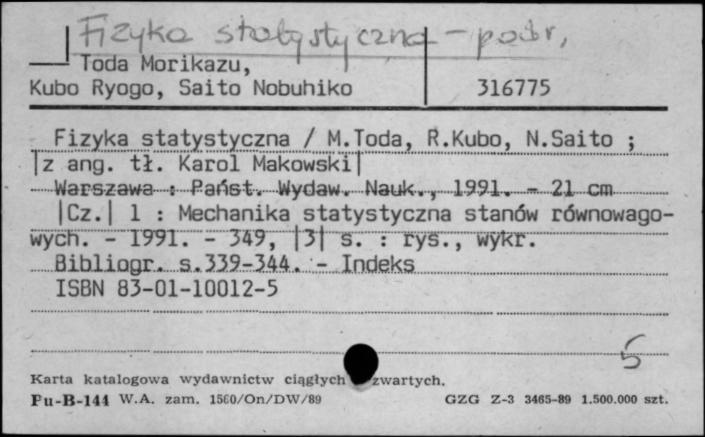 Fizyka statystyczna - podr,
Toda Morikazu,
Kubo Ryogo, Saito Nobuhiko 316775
Fizyka statystyczna / M.Toda, R.Kubo, N.Saito ;
|z ang. tł. Karol Makowski|
Warszawa : Państ. Wydaw. Nauk., 1991. - 21 cm
|Cz.| 1 : Mechanika statystyczna stanów równowago-
wych. - 1991. - 349, |3| s. : rys., wykr.
Bibliogr. s.339-344. - Indeks
ISBN 83-01-10012-5
5
Karta katalogowa wydawnictw ciągłych zwartych.
Pu-B-144 W.A. zam. 1560/On/DW/89 GZG Z-3 3465-89 1.500.000 szt.